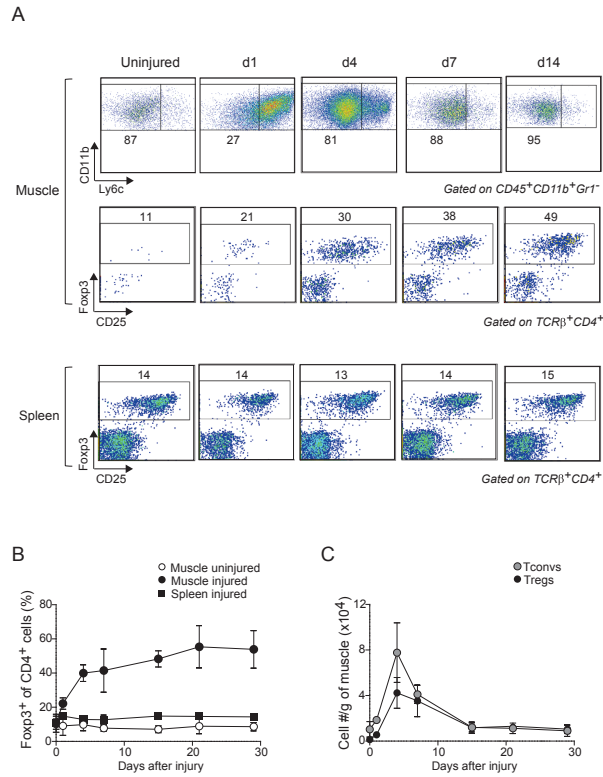 A
Uninjured d1 d4 d7 d14
Muscle
CD11b
87 27 81 88 95
Ly6c
Gated on CD45+CD11b+Gr1-
11 21 30 38 49
Foxp3
CD25
Gated on TCRβ+CD4+
Spleen
14 14 13 14 15
Foxp3
CD25
Gated on TCRβ+CD4+
B
Muscle uninjured
Muscle injured
Spleen injured
Foxp3+ of CD4+ cells (%)
80
60
40
20
0
0 10 20 30
Days after injury
C
Tconvs
Tregs
Cell #/g of muscle (x10⁴)
12
8
4
0
0 10 20 30
Days after injury